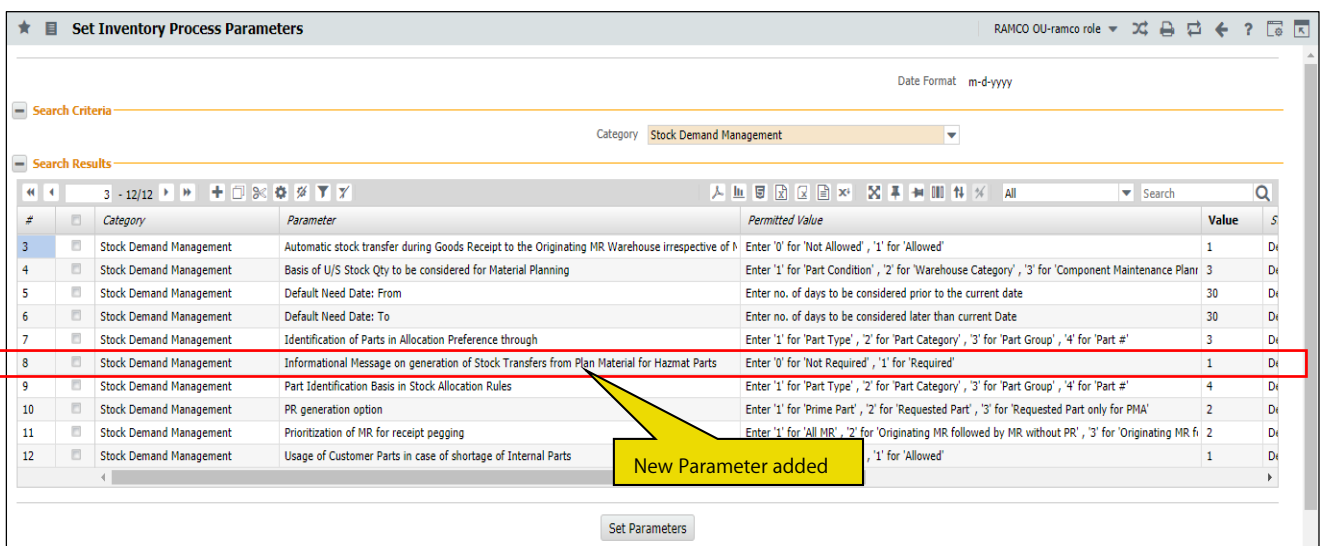 Set Inventory Process Parameters RAMCO OU-ramco role ?
Date Format m-d-yyyy
Search Criteria
Category Stock Demand Management
Search Results
3 - 12/12 All Search
# Category Parameter Permitted Value Value S
3 Stock Demand Management Automatic stock transfer during Goods Receipt to the Originating MR Warehouse irrespective of Enter '0' for 'Not Allowed' , '1' for 'Allowed' 1 De
4 Stock Demand Management Basis of U/S Stock Qty to be considered for Material Planning Enter '1' for 'Part Condition' , '2' for 'Warehouse Category' , '3' for 'Component Maintenance 3 De
5 Stock Demand Management Default Need Date: From Enter no. of days to be considered prior to the current date 30 De
6 Stock Demand Management Default Need Date: To Enter no. of days to be considered later than current Date 30 De
7 Stock Demand Management Identification of Parts in Allocation Preference through Enter '1' for 'Part Type' , '2' for 'Part Category' , '3' for 'Part Group' , '4' for 'Part #' 3 De
8 Stock Demand Management Informational Message on generation of Stock Transfers from Plan Material for Hazmat Parts Enter '0' for 'Not Required' , '1' for 'Required' 1 De
9 Stock Demand Management Part Identification Basis in Stock Allocation Rules Enter '1' for 'Part Type' , '2' for 'Part Category' , '3' for 'Part Group' , '4' for 'Part #' 4 De
10 Stock Demand Management PR generation option Enter '1' for 'Prime Part' , '2' for 'Requested Part' , '3' for 'Requested Part only for PMA' 2 De
11 Stock Demand Management Prioritization of MR for receipt pegging Enter '1' for 'All MR' , '2' for 'Originating MR followed by MR without PR' , '3' for 'Originating MR 2 De
12 Stock Demand Management Usage of Customer Parts in case of shortage of Internal Parts , '1' for 'Allowed' 1 De
New Parameter added
Set Parameters